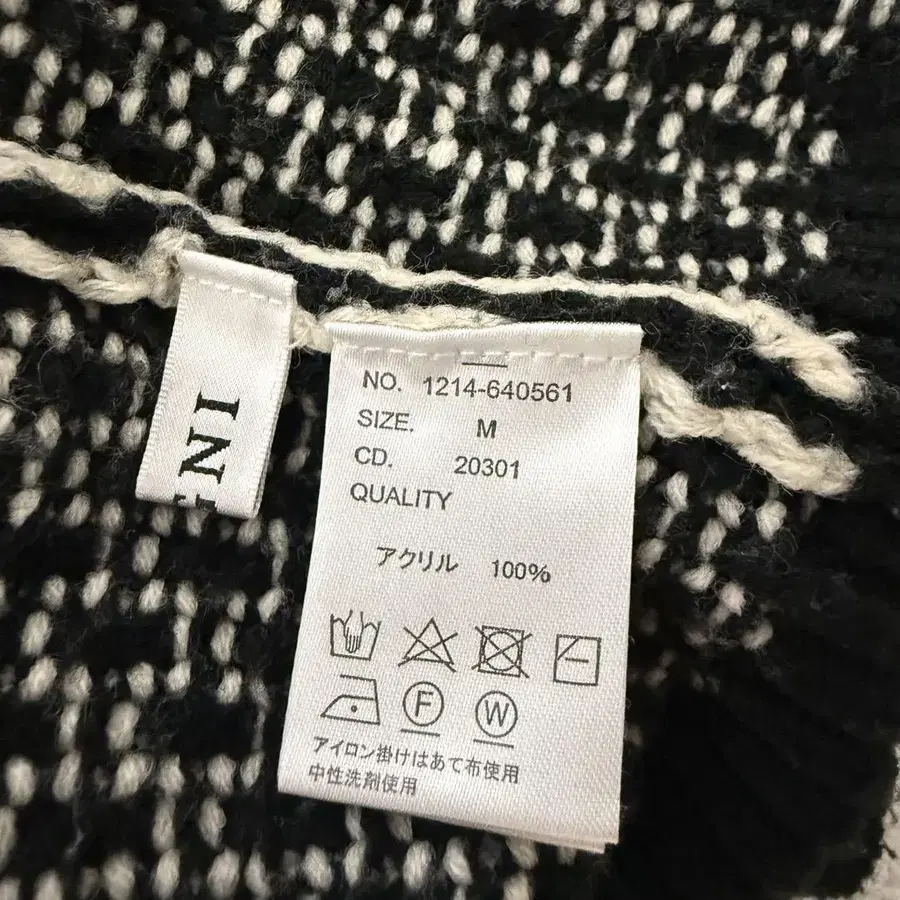 GNI
NO. 1214-640561
SIZE. M
CD. 20301
QUALITY
アクリル 100%
F W
アイロン掛けはあて布使用
中性洗剤使用